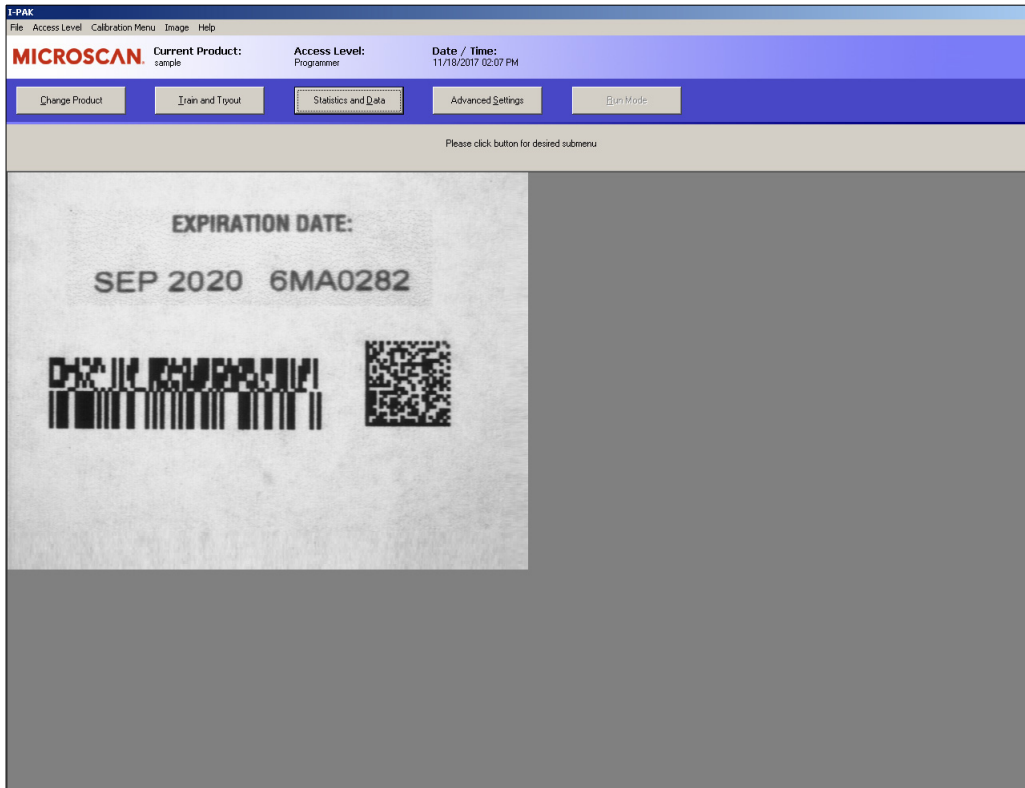 I-PAK
File Access Level Calibration Menu Image Help
MICROSCAN. Current Product: Access Level: Date / Time:
sample Programmer 11/18/2017 02:07 PM
Change Product Train and Tryout Statistics and Data Advanced Settings Run Mode
Please click button for desired submenu
EXPIRATION DATE:
SEP 2020 6MA0282